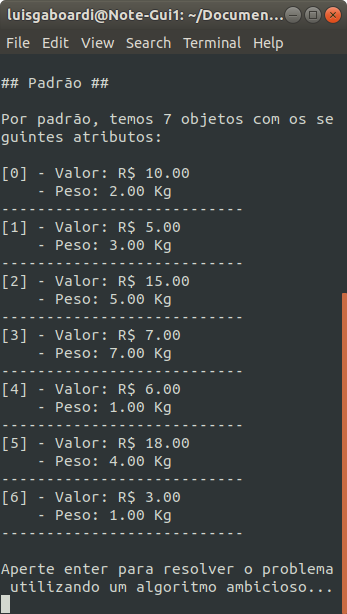 luisgaboardi@Note-Gui1: ~/Documen...
File Edit View Search Terminal Help
## Padrão ##
Por padrão, temos 7 objetos com os se
guintes atributos:
[0] - Valor: R$ 10.00
- Peso: 2.00 Kg
---------------------------
[1] - Valor: R$ 5.00
- Peso: 3.00 Kg
---------------------------
[2] - Valor: R$ 15.00
- Peso: 5.00 Kg
---------------------------
[3] - Valor: R$ 7.00
- Peso: 7.00 Kg
---------------------------
[4] - Valor: R$ 6.00
- Peso: 1.00 Kg
---------------------------
[5] - Valor: R$ 18.00
- Peso: 4.00 Kg
---------------------------
[6] - Valor: R$ 3.00
- Peso: 1.00 Kg
---------------------------
Aperte enter para resolver o problema
utilizando um algoritmo ambicioso...